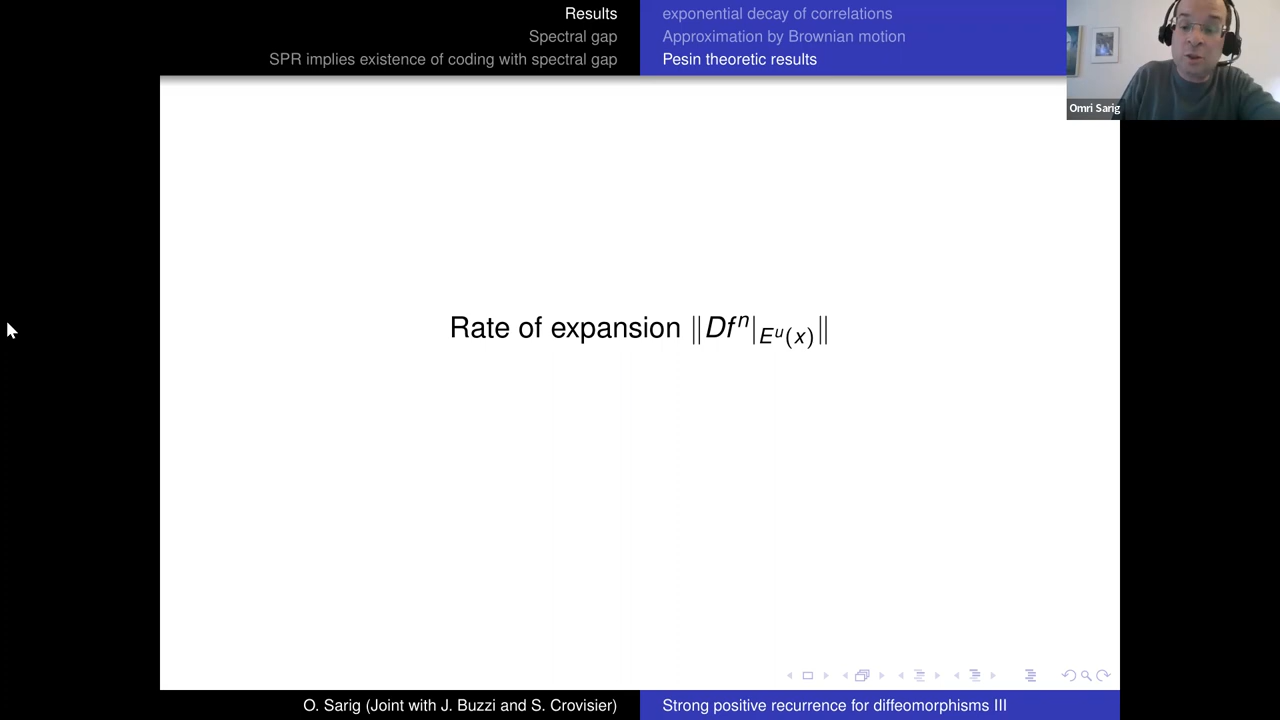 Results
Spectral gap
SPR implies existence of coding with spectral gap
exponential decay of correlations
Approximation by Brownian motion
Pesin theoretic results
Omri Sarig
Rate of expansion ‖Dfⁿ|_{Eᵘ(x)}‖
O. Sarig (Joint with J. Buzzi and S. Crovisier)
Strong positive recurrence for diffeomorphisms III